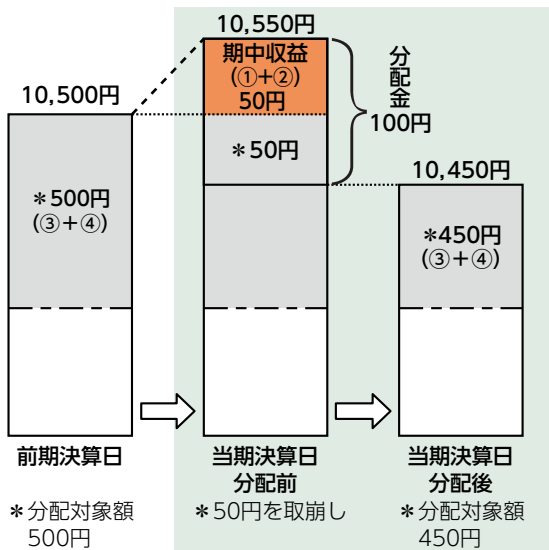 10,500円
＊500円
(③+④)
前期決算日
＊分配対象額
500円
10,550円
期中収益
(①+②)
50円
＊50円
分配金
100円
当期決算日
分配前
＊50円を取崩し
10,450円
＊450円
(③+④)
当期決算日
分配後
＊分配対象額
450円